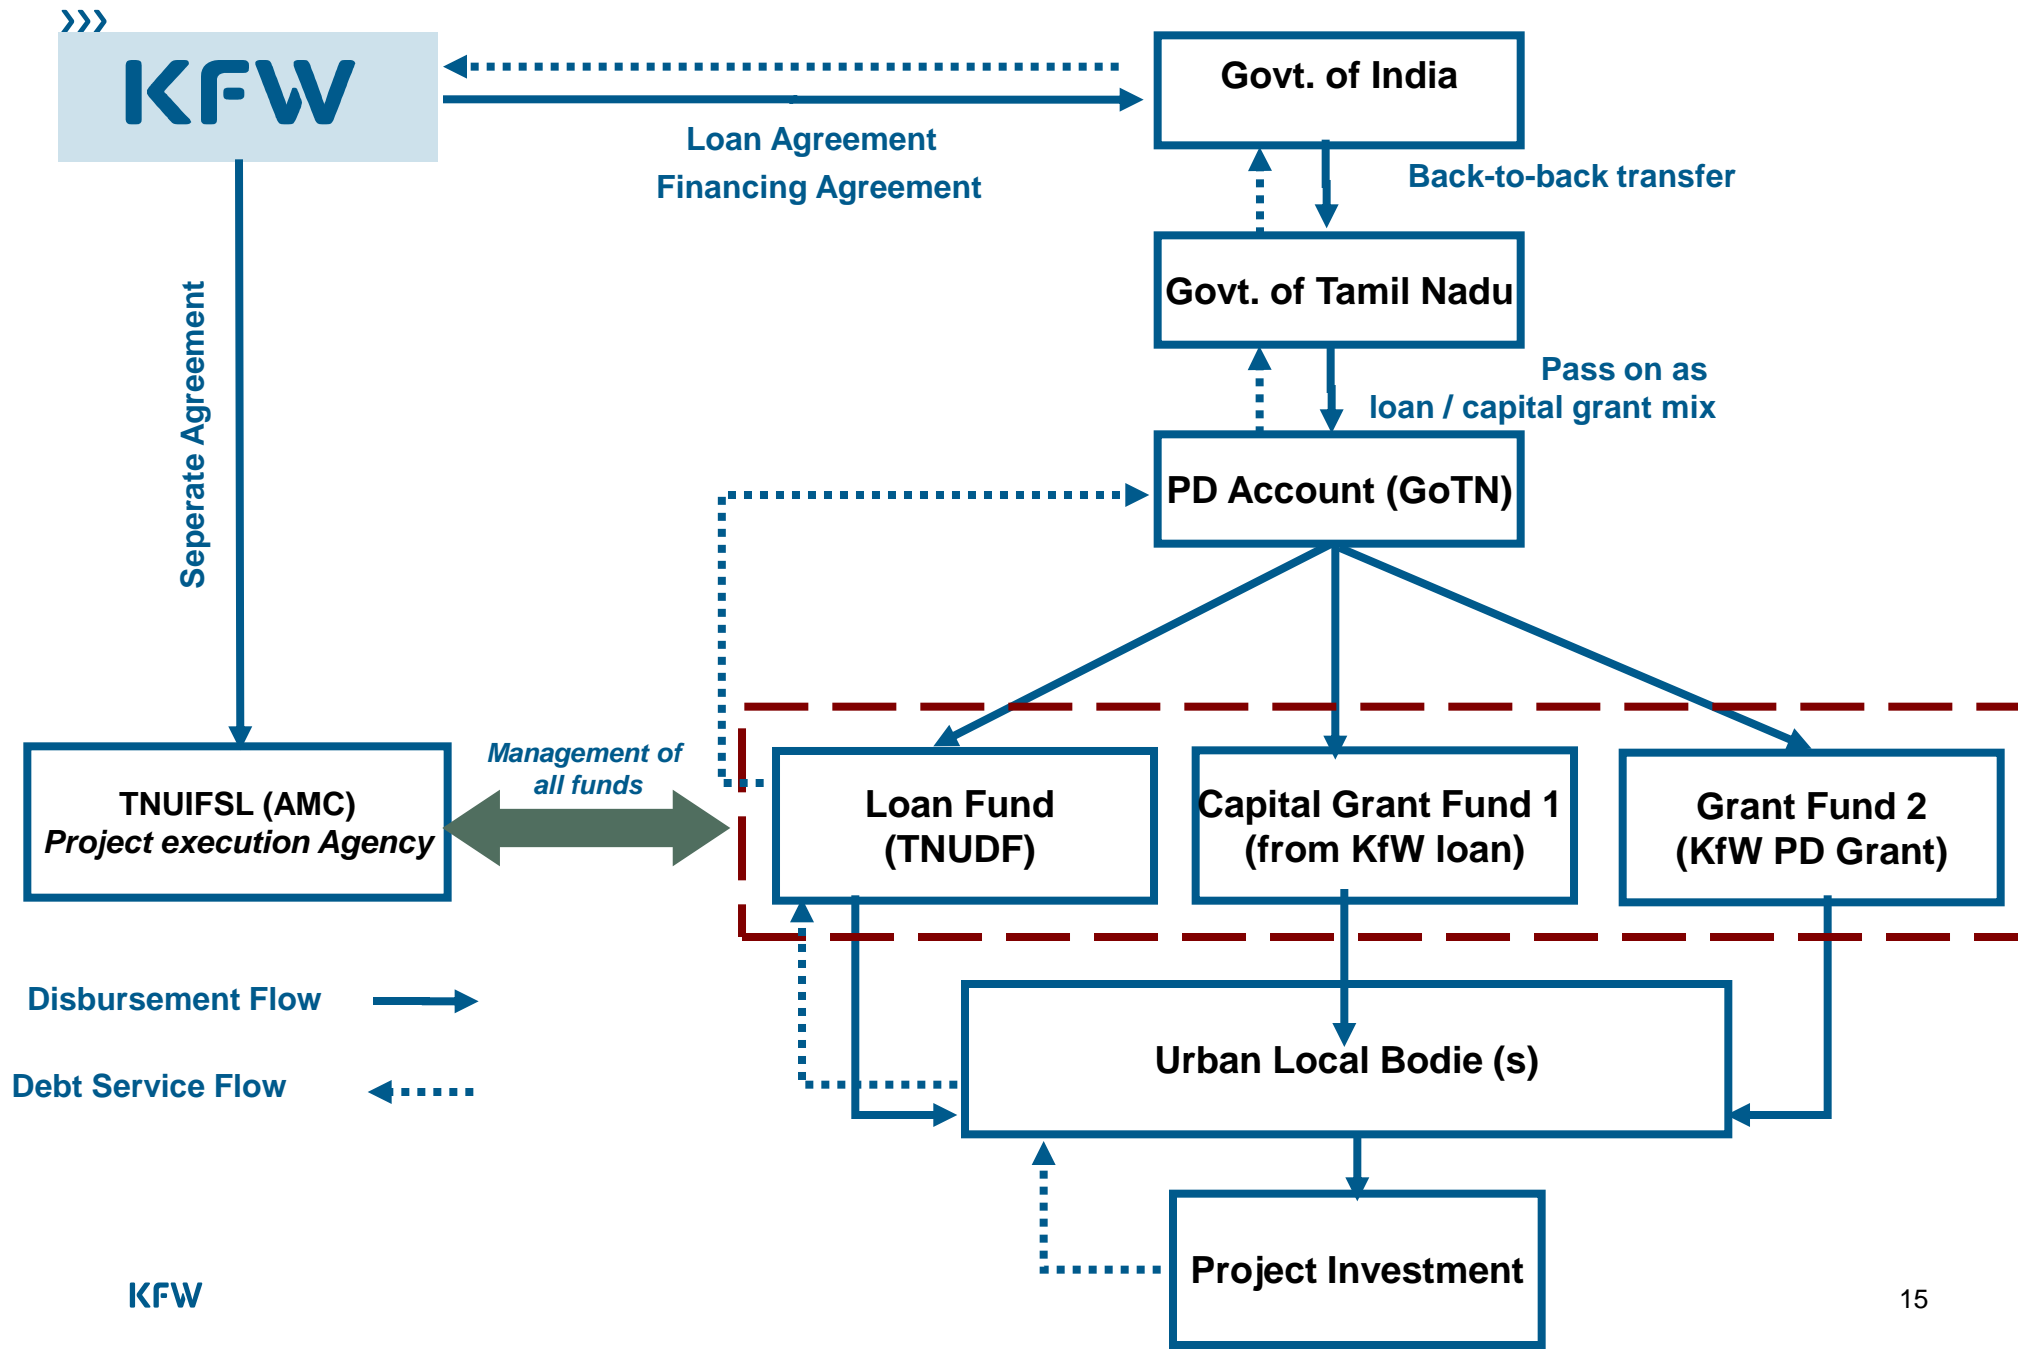 KFW
Govt. of India
Loan Agreement
Financing Agreement
Back-to-back transfer
Govt. of Tamil Nadu
Seperate Agreement
Pass on as
loan / capital grant mix
PD Account (GoTN)
Management of
all funds
TNUIFSL (AMC)
Project execution Agency
Loan Fund
(TNUDF)
Capital Grant Fund 1
(from KfW loan)
Grant Fund 2
(KfW PD Grant)
Disbursement Flow
Debt Service Flow
Urban Local Bodie (s)
Project Investment
KFW
15